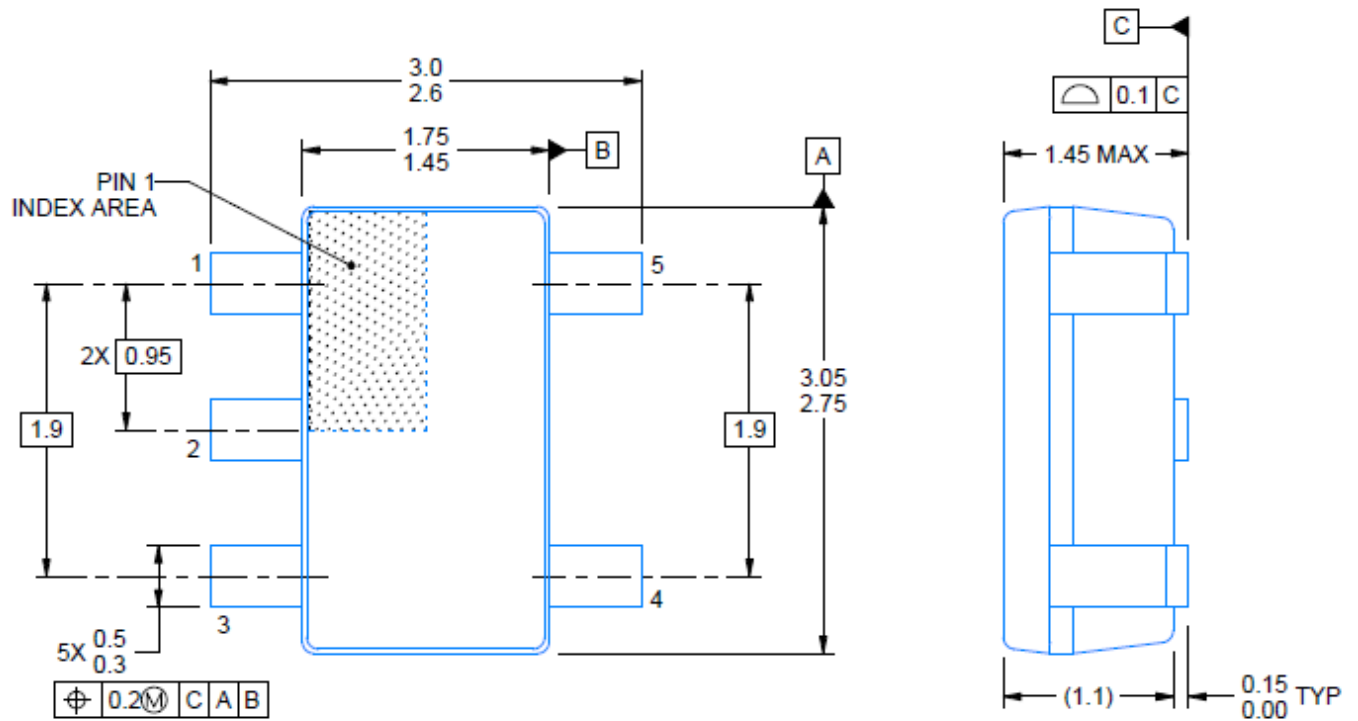 C
3.0
2.6
⌓ 0.1 C
1.75
1.45
B
A
1.45 MAX
PIN 1
INDEX AREA
1
5
2X 0.95
3.05
2.75
1.9
1.9
2
3
4
5X 0.5
0.3
⌖ 0.2Ⓜ C A B
(1.1)
0.15
0.00 TYP